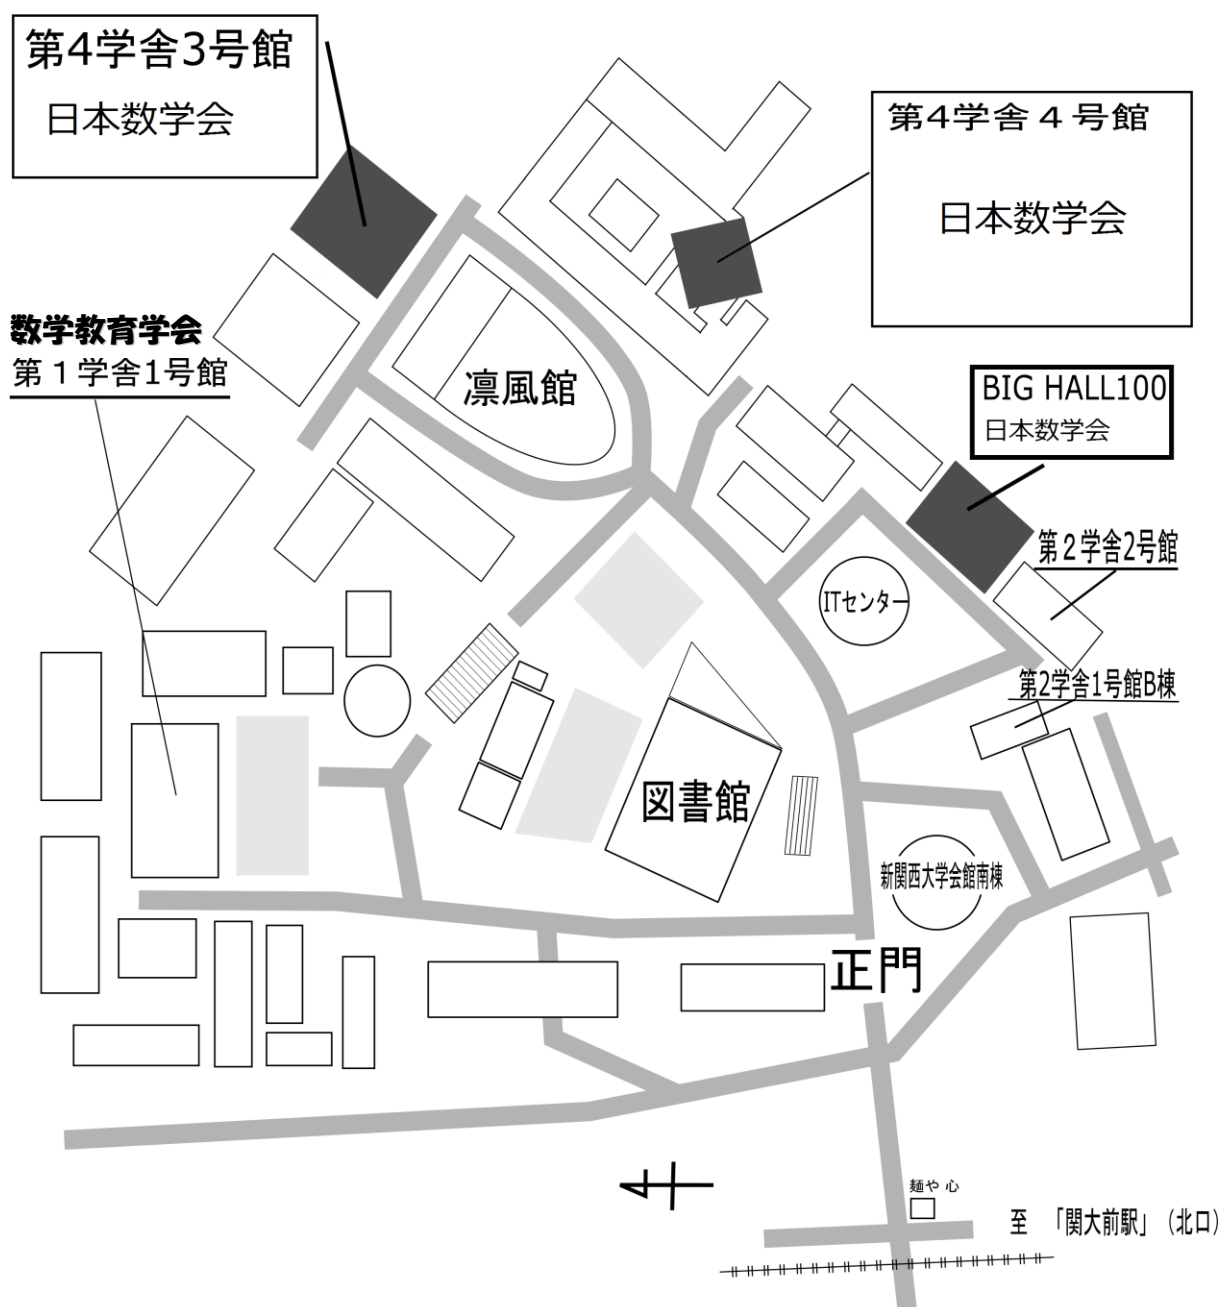 第4学舎3号館
日本数学会
第4学舎４号館
日本数学会
数学教育学会
第１学舎1号館
凛風館
BIG HALL100
日本数学会
第２学舎2号館
ITセンター
第2学舎1号館B棟
図書館
新関西大学会館南棟
正門
麺や 心
至 「関大前駅」（北口）